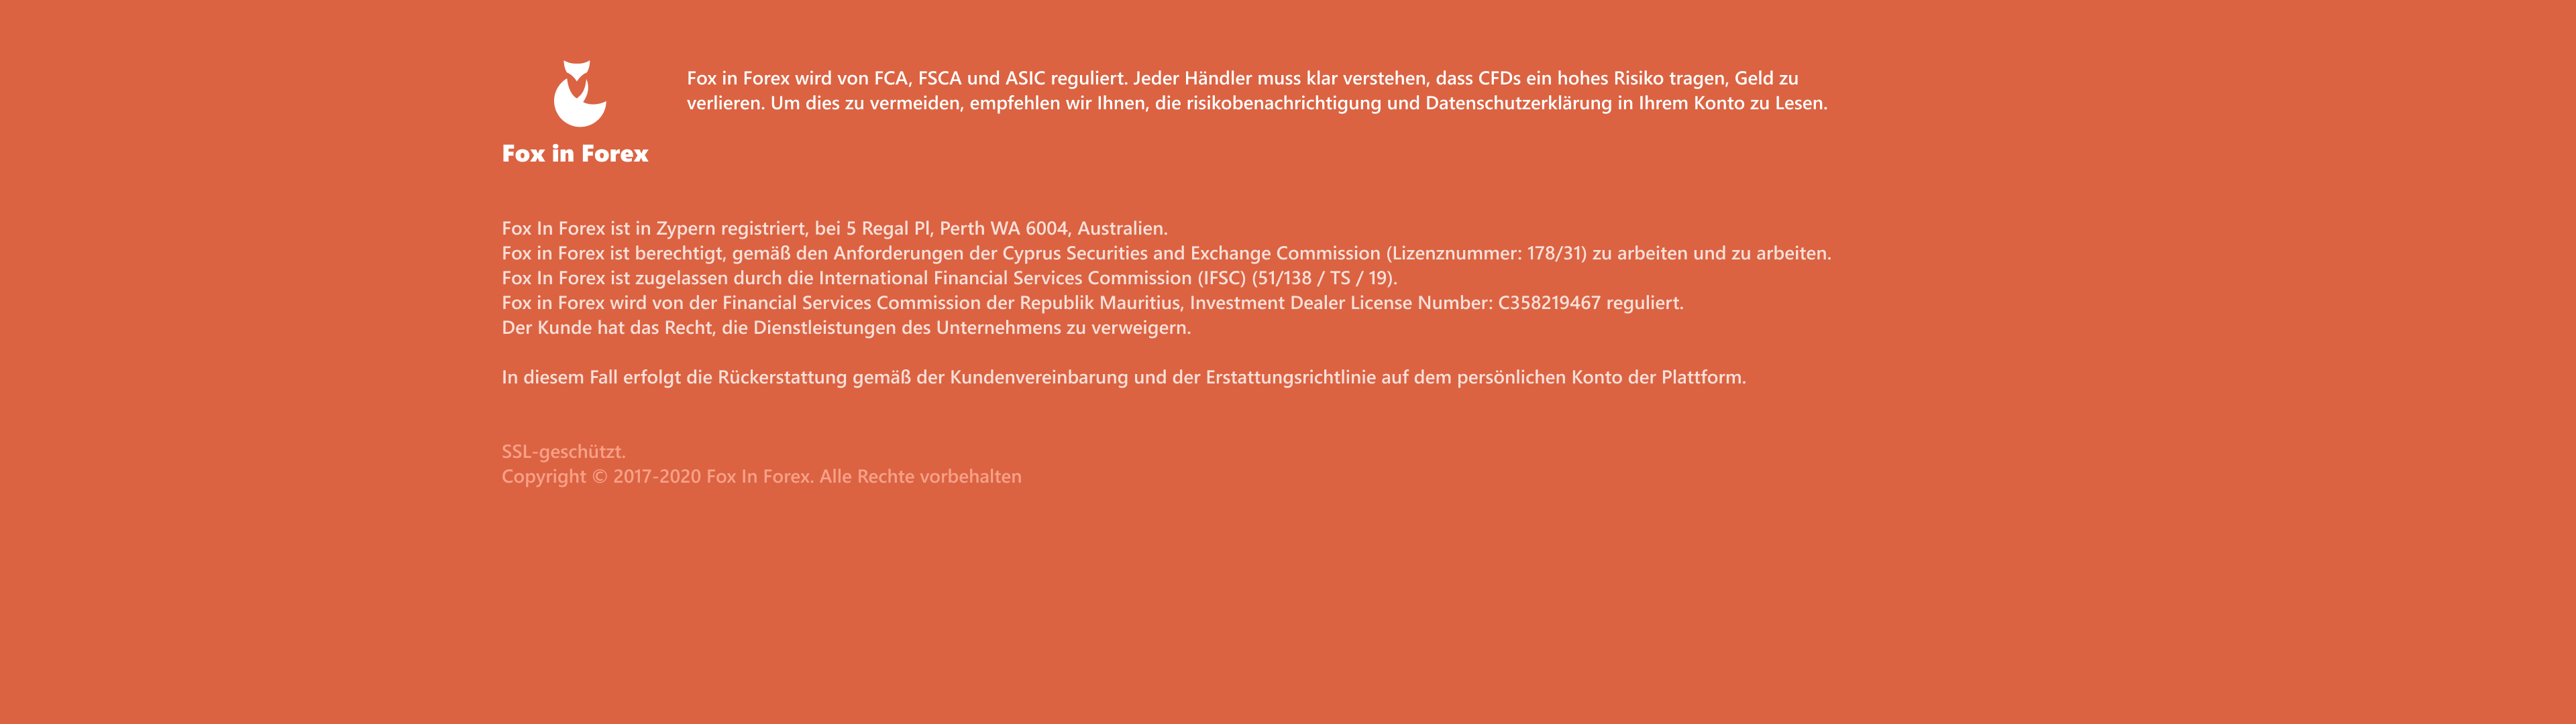 Fox in Forex wird von FCA, FSCA und ASIC reguliert. Jeder Händler muss klar verstehen, dass CFDs ein hohes Risiko tragen, Geld zu
verlieren. Um dies zu vermeiden, empfehlen wir Ihnen, die risikobenachrichtigung und Datenschutzerklärung in Ihrem Konto zu Lesen.
Fox in Forex
Fox In Forex ist in Zypern registriert, bei 5 Regal Pl, Perth WA 6004, Australien.
Fox in Forex ist berechtigt, gemäß den Anforderungen der Cyprus Securities and Exchange Commission (Lizenznummer: 178/31) zu arbeiten und zu arbeiten.
Fox In Forex ist zugelassen durch die International Financial Services Commission (IFSC) (51/138 / TS / 19).
Fox in Forex wird von der Financial Services Commission der Republik Mauritius, Investment Dealer License Number: C358219467 reguliert.
Der Kunde hat das Recht, die Dienstleistungen des Unternehmens zu verweigern.
In diesem Fall erfolgt die Rückerstattung gemäß der Kundenvereinbarung und der Erstattungsrichtlinie auf dem persönlichen Konto der Plattform.
SSL-geschützt.
Copyright © 2017-2020 Fox In Forex. Alle Rechte vorbehalten